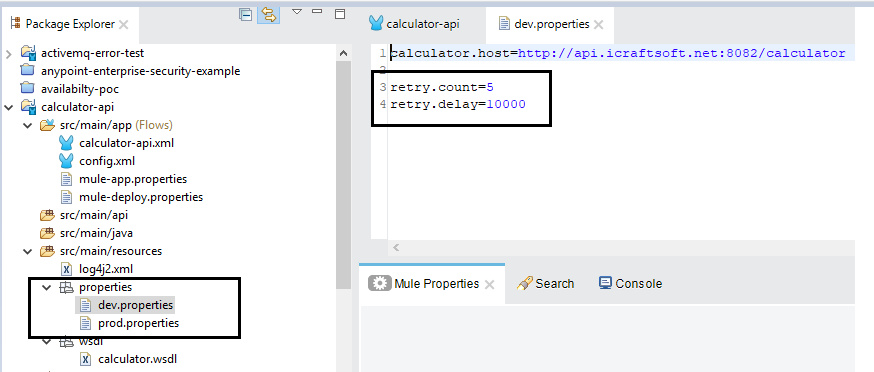 Package Explorer
activemq-error-test
anypoint-enterprise-security-example
availabilty-poc
calculator-api
src/main/app (Flows)
calculator-api.xml
config.xml
mule-app.properties
mule-deploy.properties
src/main/api
src/main/java
src/main/resources
log4j2.xml
properties
dev.properties
prod.properties
wsdl
calculator.wsdl
calculator-api
dev.properties
1 calculator.host=http://api.icraftsoft.net:8082/calculator
2
3 retry.count=5
4 retry.delay=10000
Mule Properties
Search
Console